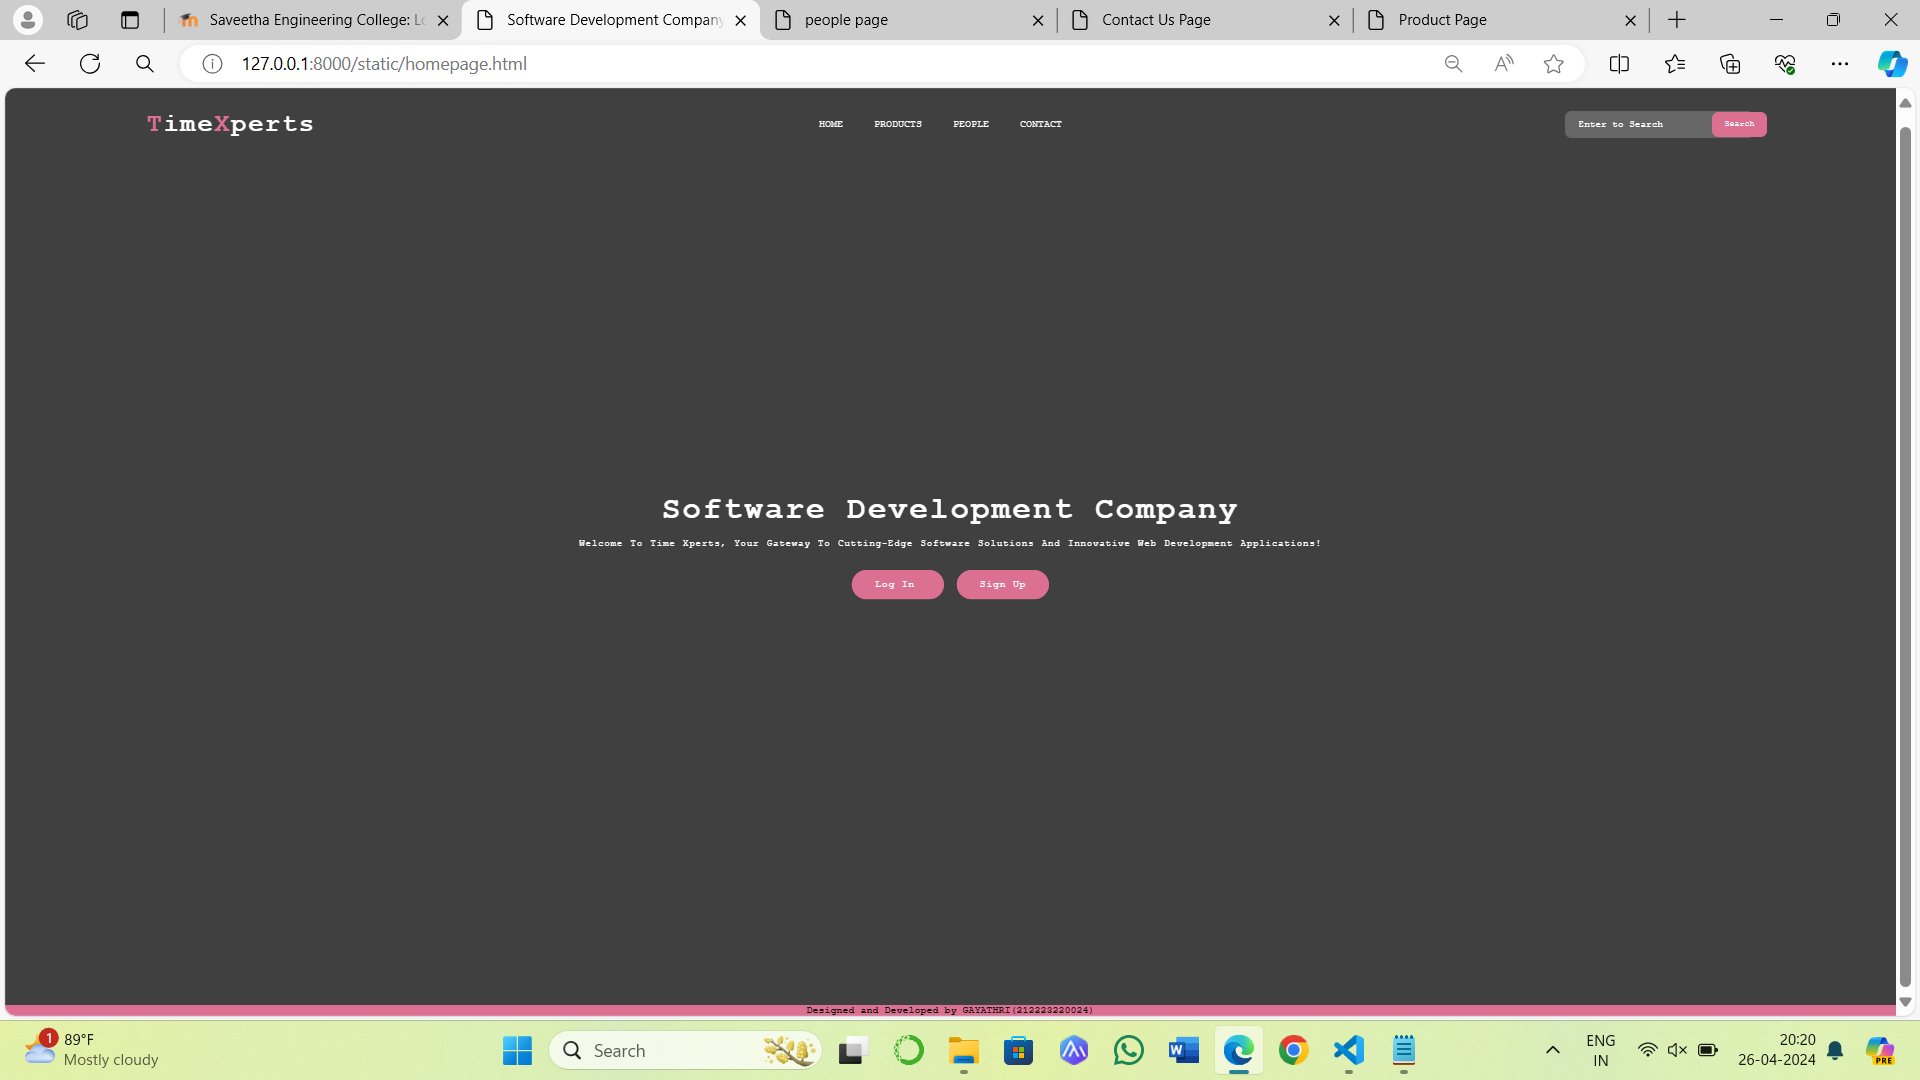 Saveetha Engineering College: Lo
Software Development Company
people page
Contact Us Page
Product Page
127.0.0.1:8000/static/homepage.html
TimeXperts
HOME PRODUCTS PEOPLE CONTACT
Enter to Search
Search
Software Development Company
Welcome To Time Xperts, Your Gateway To Cutting-Edge Software Solutions And Innovative Web Development Applications!
Log In
Sign Up
Designed and Developed by GAYATHRI(212223220024)
1
89°F
Mostly cloudy
Search
ENG
IN
20:20
26-04-2024
PRE